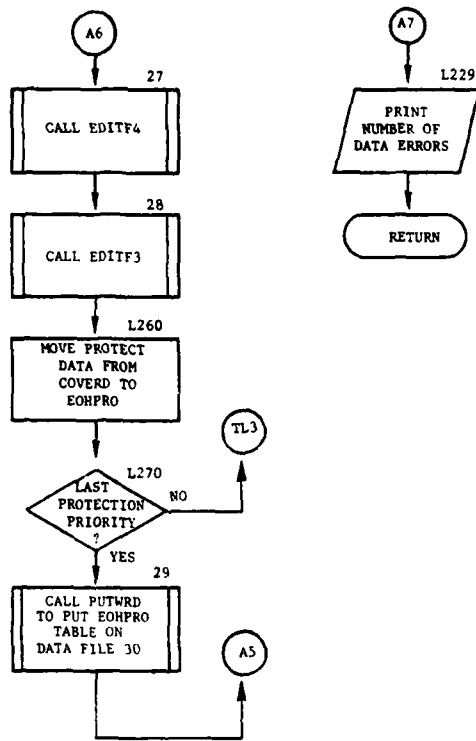 A6
27
CALL EDITF4
28
CALL EDITF3
L260
MOVE PROTECT
DATA FROM
COVERD TO
EOHPRO
TL3
L270
LAST
PROTECTION
PRIORITY
?
NO
YES
29
CALL PUTWRD
TO PUT EOHPRO
TABLE ON
DATA FILE 30
A5
A7
L229
PRINT
NUMBER OF
DATA ERRORS
RETURN